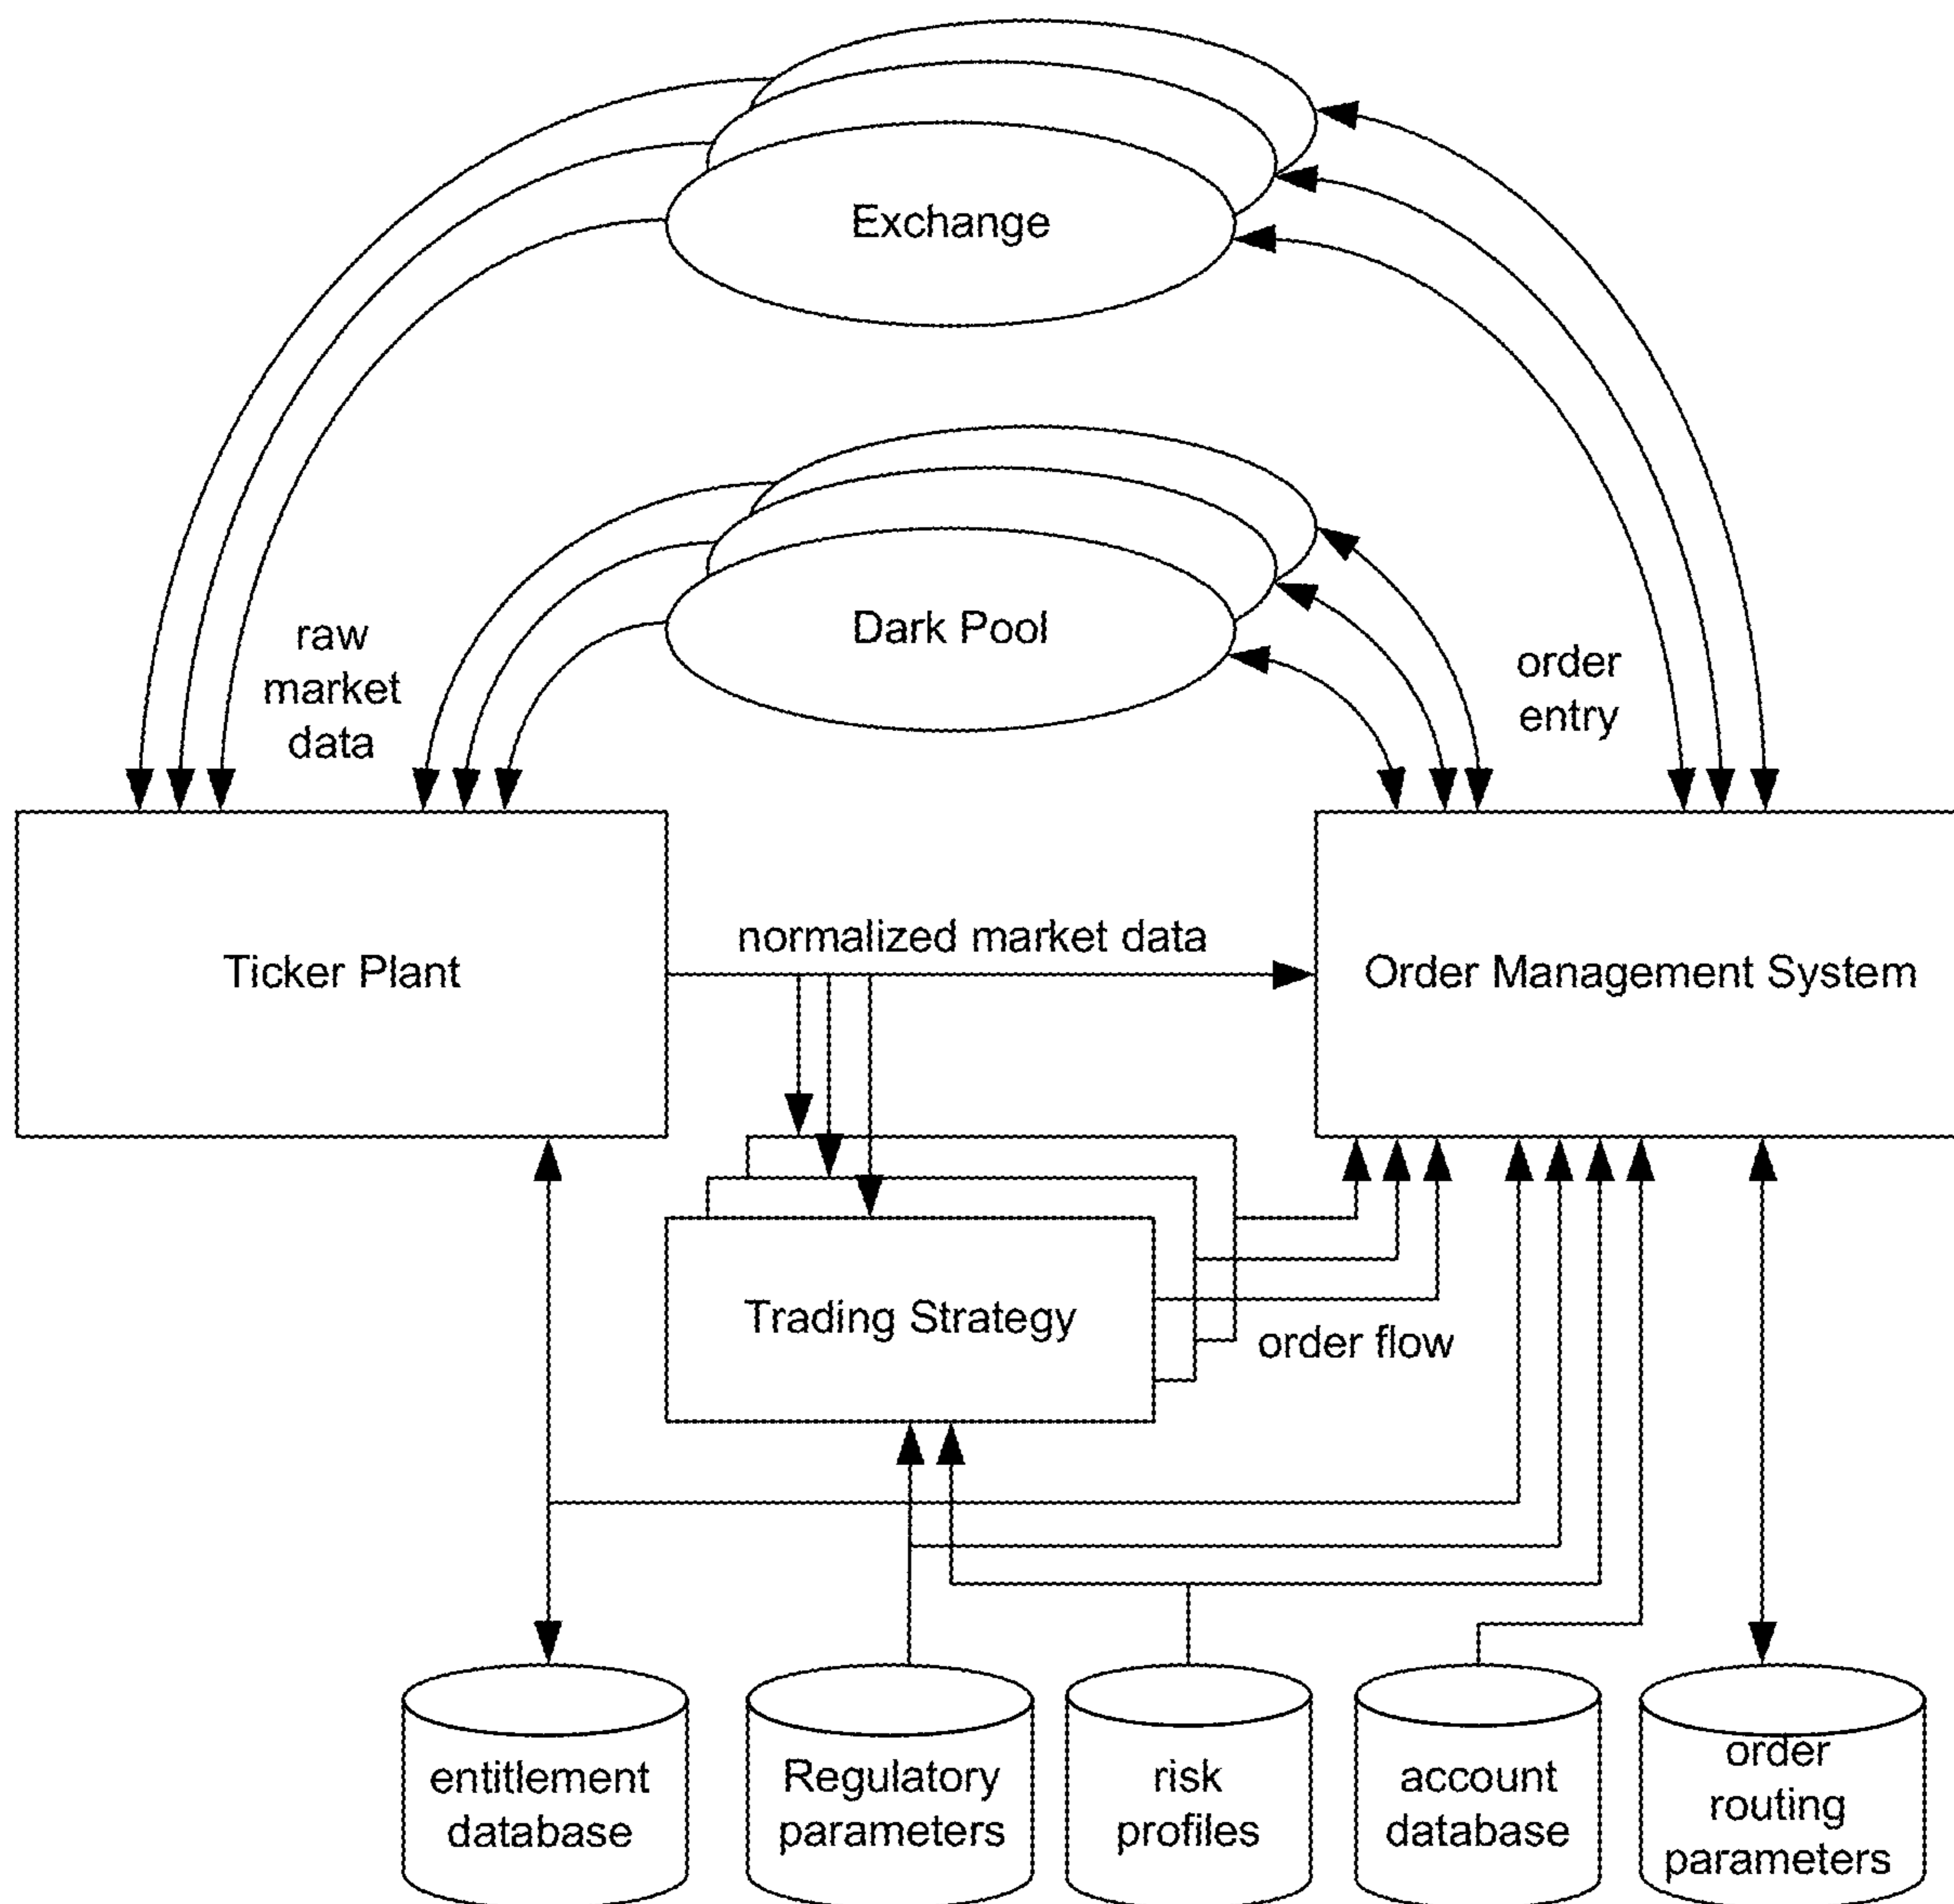 Exchange
Dark Pool
raw
market
data
order
entry
normalized market data
Ticker Plant
Order Management System
Trading Strategy
order flow
entitlement
database
Regulatory
parameters
risk
profiles
account
database
order
routing
parameters